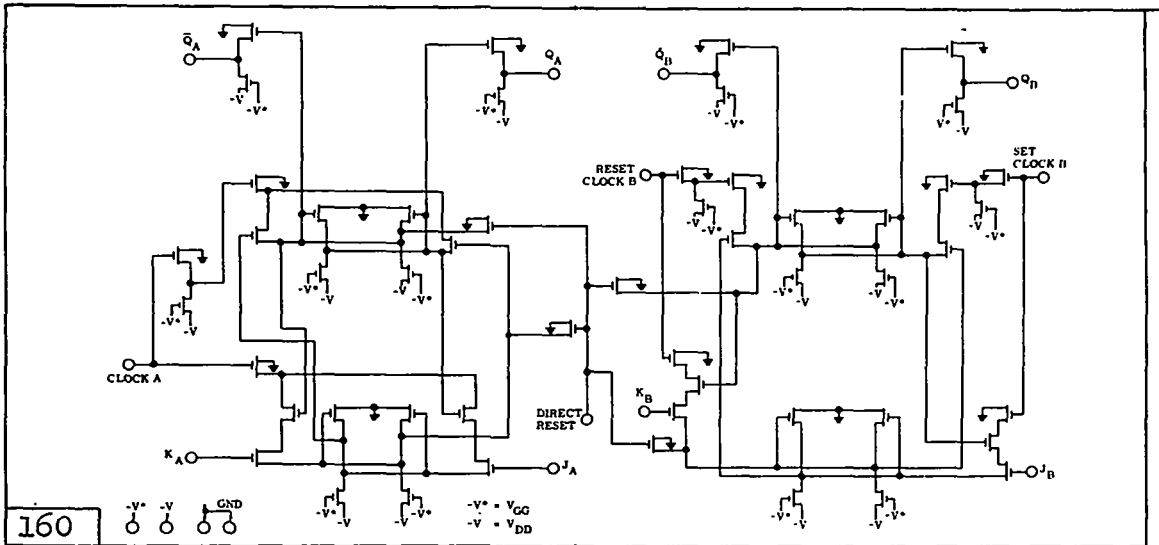 Q̅A QA Q̅B QB
-V -V* -V* -V -V -V* -V* -V
RESET CLOCK B
SET CLOCK B
-V* -V -V -V*
-V* -V -V -V* -V* -V -V -V*
-V* -V
CLOCK A
DIRECT RESET
KB
KA JA JB
-V* -V -V -V* -V* -V -V -V*
160
-V* -V GND
-V* = VGG
-V = VDD